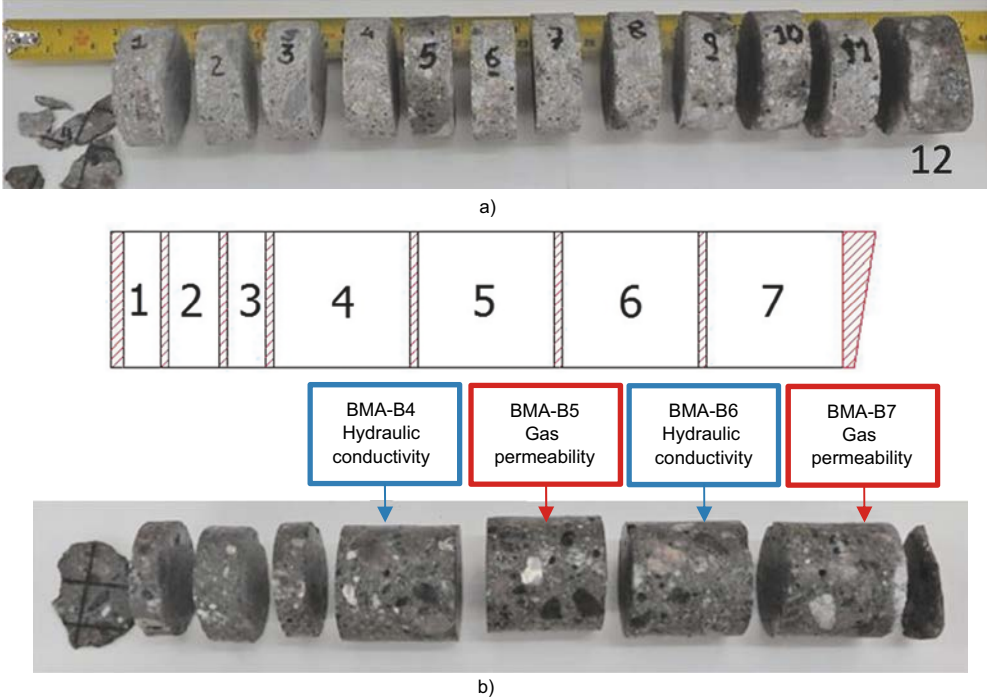 1
2
3
4
5
6
7
8
9
10
11
12
a)
1
2
3
4
5
6
7
BMA-B4
Hydraulic
conductivity
BMA-B5
Gas
permeability
BMA-B6
Hydraulic
conductivity
BMA-B7
Gas
permeability
b)